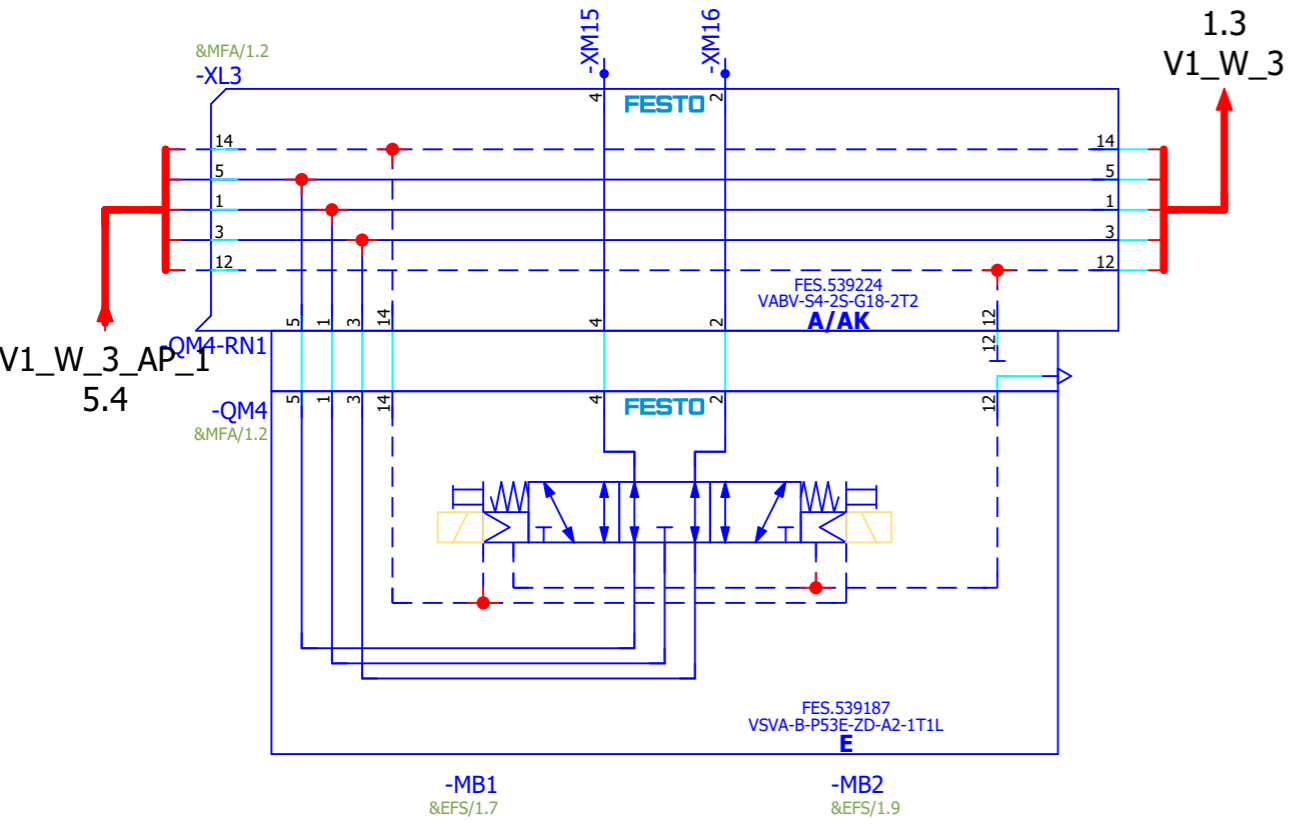 -XM15
-XM16
1.3
V1_W_3
&MFA/1.2
-XL3
4
FESTO
2
14
14
5
5
1
1
3
3
12
12
FES.539224
VABV-S4-2S-G18-2T2
A/AK
5
1
3
14
4
2
12
-QM4-RN1
12
V1_W_3_AP_1
5.4
-QM4
&MFA/1.2
5
1
3
14
4
FESTO
2
12
FES.539187
VSVA-B-P53E-ZD-A2-1T1L
E
-MB1
&EFS/1.7
-MB2
&EFS/1.9